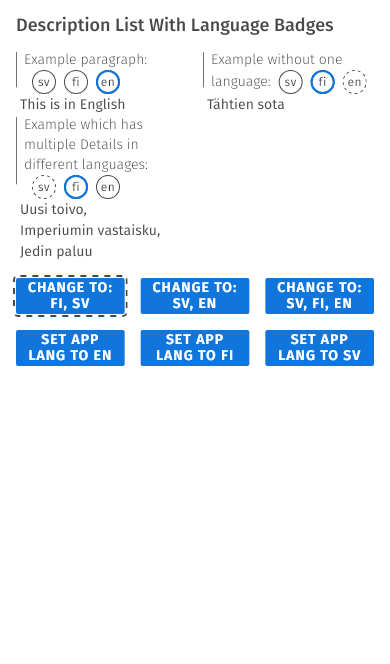 Description List With Language Badges
Example paragraph:
sv fi en
This is in English
Example without one
language: sv fi en
Tähtien sota
Example which has
multiple Details in
different languages:
sv fi en
Uusi toivo,
Imperiumin vastaisku,
Jedin paluu
CHANGE TO:
FI, SV
CHANGE TO:
SV, EN
CHANGE TO:
SV, FI, EN
SET APP
LANG TO EN
SET APP
LANG TO FI
SET APP
LANG TO SV